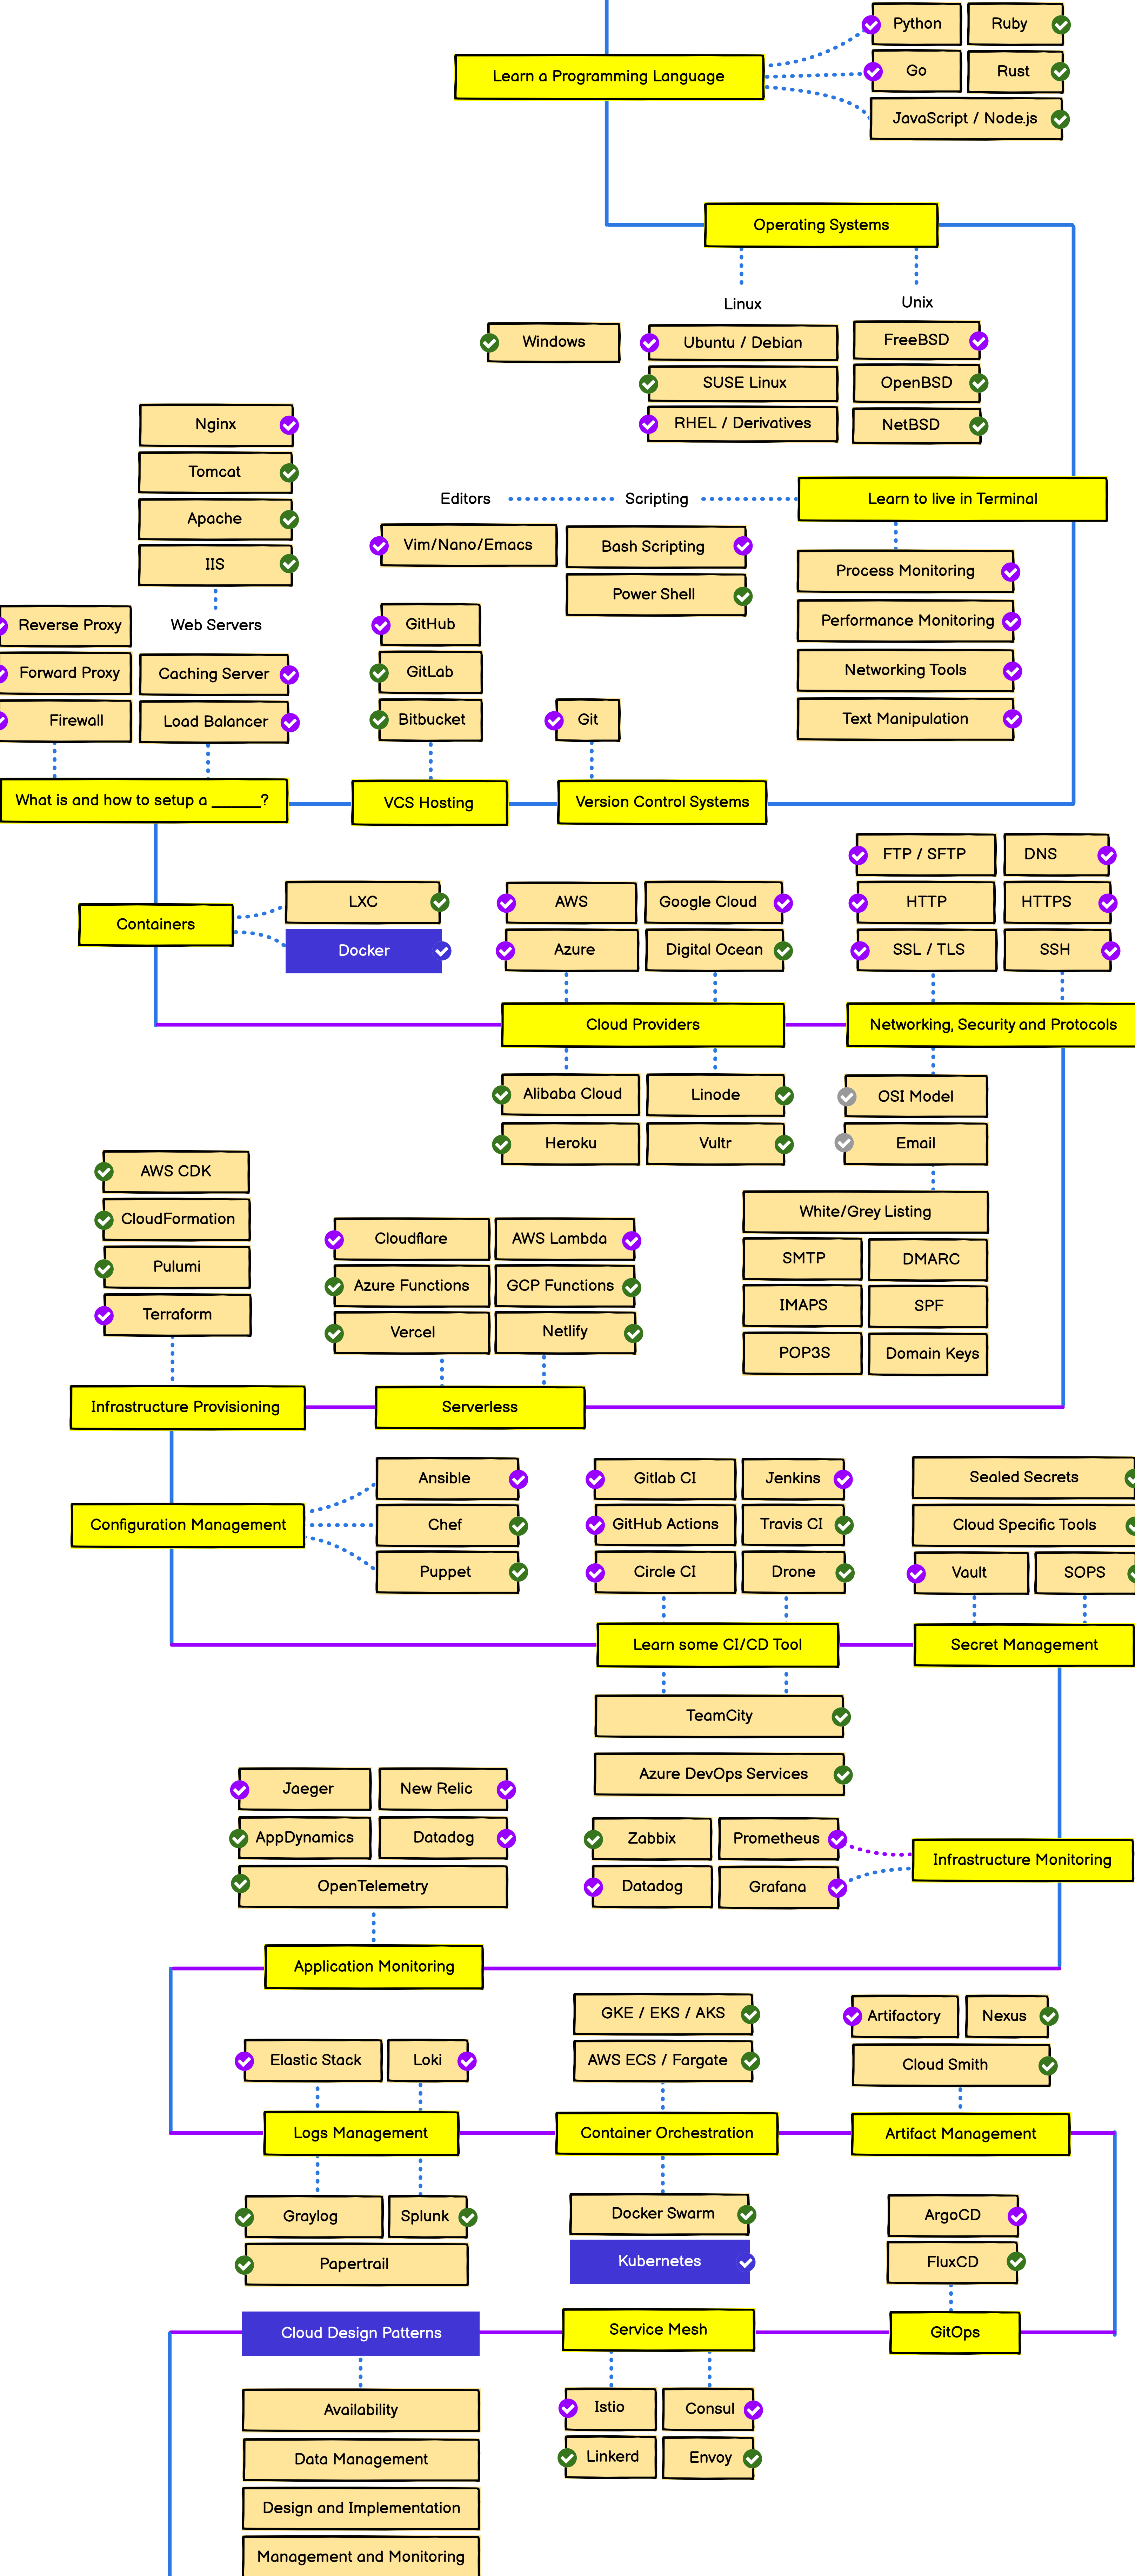 Python
Ruby
Learn a Programming Language
Go
Rust
JavaScript / Node.js
Operating Systems
Linux
Unix
Windows
Ubuntu / Debian
FreeBSD
SUSE Linux
OpenBSD
RHEL / Derivatives
NetBSD
Nginx
Tomcat
Apache
IIS
Web Servers
Editors
Scripting
Learn to live in Terminal
Vim/Nano/Emacs
Bash Scripting
Power Shell
Process Monitoring
Performance Monitoring
Networking Tools
Text Manipulation
Reverse Proxy
Forward Proxy
Caching Server
Firewall
Load Balancer
GitHub
GitLab
Bitbucket
Git
What is and how to setup a ______?
VCS Hosting
Version Control Systems
FTP / SFTP
DNS
HTTP
HTTPS
SSL / TLS
SSH
Containers
LXC
Docker
AWS
Google Cloud
Azure
Digital Ocean
Cloud Providers
Networking, Security and Protocols
Alibaba Cloud
Linode
Heroku
Vultr
OSI Model
Email
White/Grey Listing
SMTP
DMARC
IMAPS
SPF
POP3S
Domain Keys
AWS CDK
CloudFormation
Pulumi
Terraform
Cloudflare
AWS Lambda
Azure Functions
GCP Functions
Vercel
Netlify
Infrastructure Provisioning
Serverless
Configuration Management
Ansible
Chef
Puppet
Gitlab CI
Jenkins
GitHub Actions
Travis CI
Circle CI
Drone
Sealed Secrets
Cloud Specific Tools
Vault
SOPS
Learn some CI/CD Tool
Secret Management
TeamCity
Azure DevOps Services
Jaeger
New Relic
AppDynamics
Datadog
OpenTelemetry
Zabbix
Prometheus
Datadog
Grafana
Infrastructure Monitoring
Application Monitoring
GKE / EKS / AKS
AWS ECS / Fargate
Artifactory
Nexus
Cloud Smith
Elastic Stack
Loki
Logs Management
Container Orchestration
Artifact Management
Graylog
Splunk
Papertrail
Docker Swarm
Kubernetes
ArgoCD
FluxCD
Cloud Design Patterns
Service Mesh
GitOps
Istio
Consul
Linkerd
Envoy
Availability
Data Management
Design and Implementation
Management and Monitoring